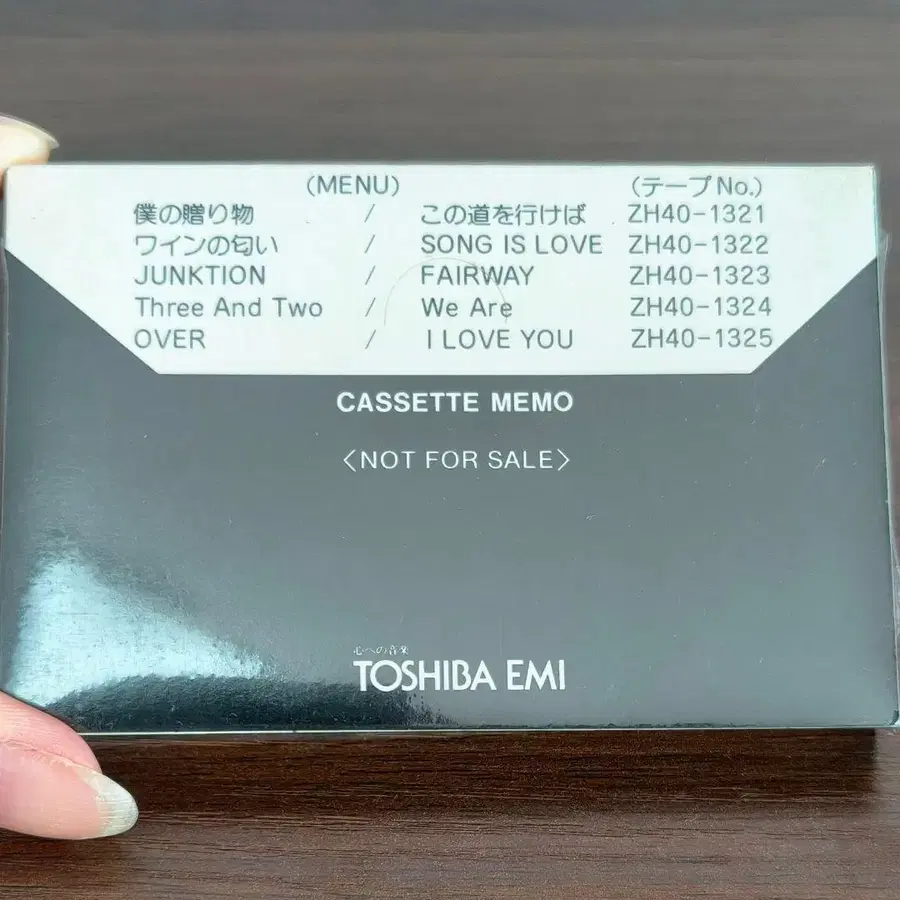 (MENU) (テープNo.)
僕の贈り物 / この道を行けば ZH40-1321
ワインの匂い / SONG IS LOVE ZH40-1322
JUNKTION / FAIRWAY ZH40-1323
Three And Two / We Are ZH40-1324
OVER / I LOVE YOU ZH40-1325
CASSETTE MEMO
〈NOT FOR SALE〉
心への音楽
TOSHIBA EMI